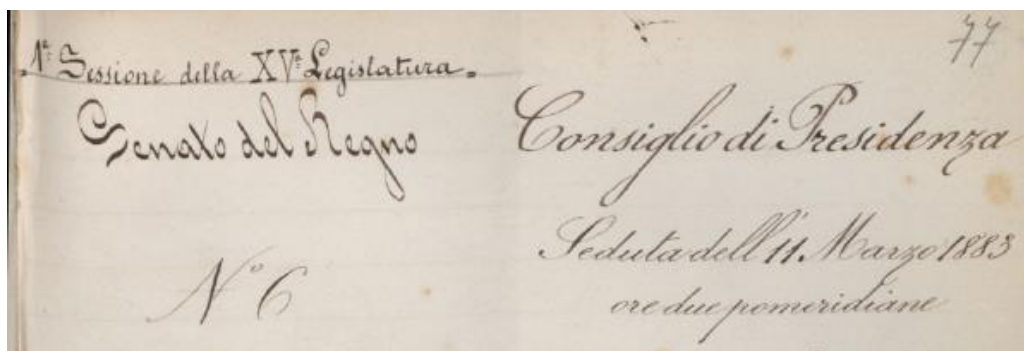 77
1ª Sessione della XVª Legislatura
Senato del Regno
N° 6
Consiglio di Presidenza
Seduta dell'11. Marzo 1883
ore due pomeridiane